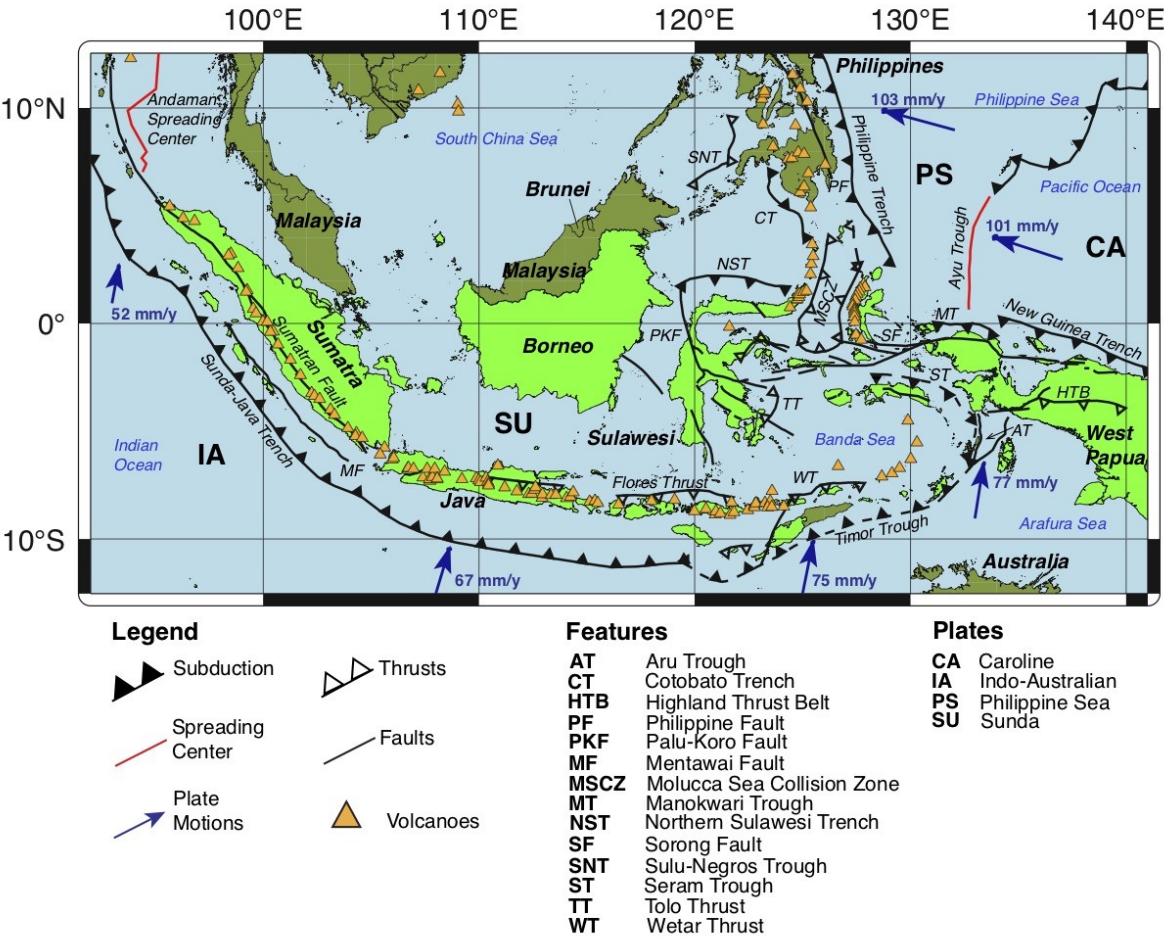 100°E 110°E 120°E 130°E 140°E
10°N
0°
10°S
Philippines
103 mm/y
Philippine Sea
Andaman
Spreading
Center
South China Sea
SNT
Philippine Trench
PS
Brunei
PF
Pacific Ocean
Malaysia
CT
Ayu Trough
101 mm/y
CA
Malaysia
NST
MSCZ
52 mm/y
MT
New Guinea Trench
Sumatra
Sumatran Fault
Borneo
PKF
SF
Sunda-Java Trench
ST
HTB
TT
SU
Sulawesi
Banda Sea
AT
West
Papua
Indian
Ocean
IA
MF
WT
77 mm/y
Java
Flores Thrust
Timor Trough
Arafura Sea
Australia
67 mm/y
75 mm/y
Legend
Subduction
Thrusts
Spreading
Center
Faults
Plate
Motions
Volcanoes
Features
AT Aru Trough
CT Cotobato Trench
HTB Highland Thrust Belt
PF Philippine Fault
PKF Palu-Koro Fault
MF Mentawai Fault
MSCZ Molucca Sea Collision Zone
MT Manokwari Trough
NST Northern Sulawesi Trench
SF Sorong Fault
SNT Sulu-Negros Trough
ST Seram Trough
TT Tolo Thrust
WT Wetar Thrust
Plates
CA Caroline
IA Indo-Australian
PS Philippine Sea
SU Sunda